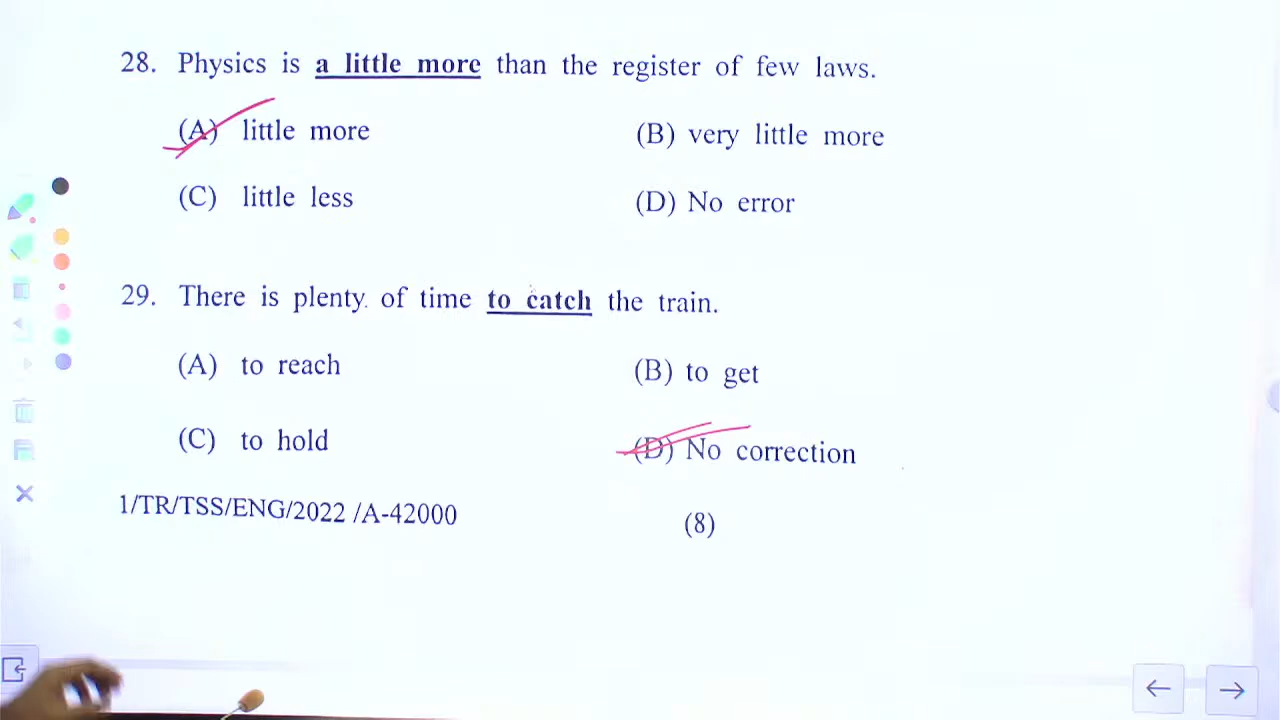 28. Physics is a little more than the register of few laws.
(A) little more (B) very little more
(C) little less (D) No error
29. There is plenty. of time to catch the train.
(A) to reach (B) to get
(C) to hold (D) No correction
1/TR/TSS/ENG/2022 /A-42000 (8)